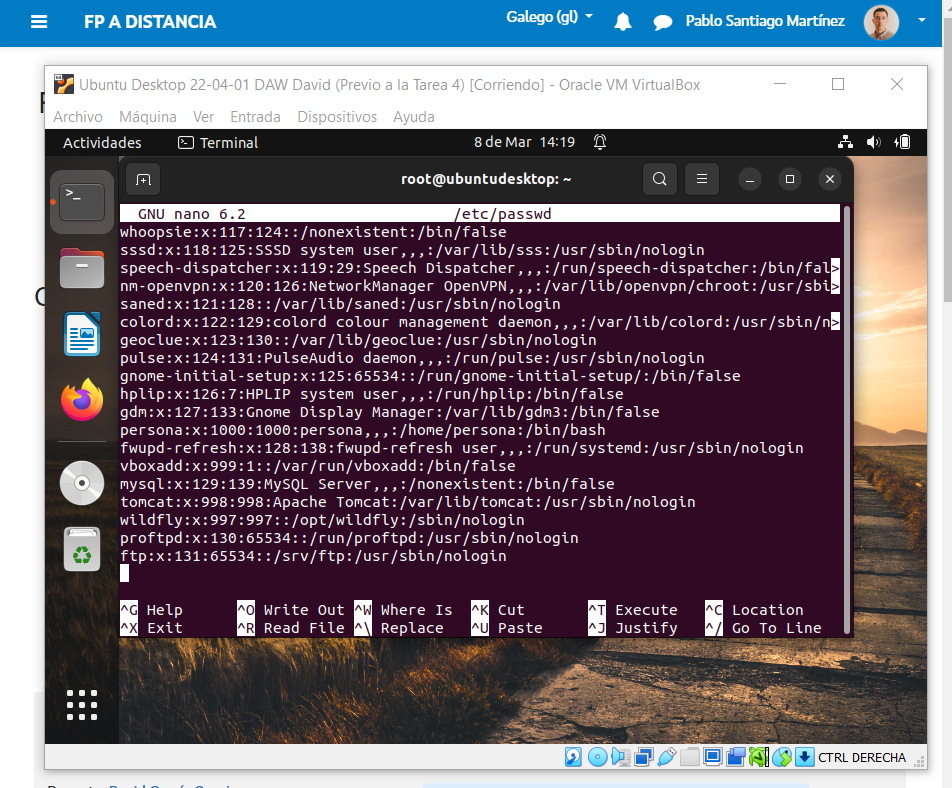 FP A DISTANCIA
Galego (gl)
Pablo Santiago Martínez
Ubuntu Desktop 22-04-01 DAW David (Previo a la Tarea 4) [Corriendo] - Oracle VM VirtualBox
Archivo Máquina Ver Entrada Dispositivos Ayuda
Actividades Terminal 8 de Mar 14:19
root@ubuntudesktop: ~
GNU nano 6.2 /etc/passwd
whoopsie:x:117:124::/nonexistent:/bin/false
sssd:x:118:125:SSSD system user,,,:/var/lib/sss:/usr/sbin/nologin
speech-dispatcher:x:119:29:Speech Dispatcher,,,:/run/speech-dispatcher:/bin/fal>
nm-openvpn:x:120:126:NetworkManager OpenVPN,,,:/var/lib/openvpn/chroot:/usr/sbi>
saned:x:121:128::/var/lib/saned:/usr/sbin/nologin
colord:x:122:129:colord colour management daemon,,,:/var/lib/colord:/usr/sbin/n>
geoclue:x:123:130::/var/lib/geoclue:/usr/sbin/nologin
pulse:x:124:131:PulseAudio daemon,,,:/run/pulse:/usr/sbin/nologin
gnome-initial-setup:x:125:65534::/run/gnome-initial-setup/:/bin/false
hplip:x:126:7:HPLIP system user,,,:/run/hplip:/bin/false
gdm:x:127:133:Gnome Display Manager:/var/lib/gdm3:/bin/false
persona:x:1000:1000:persona,,,:/home/persona:/bin/bash
fwupd-refresh:x:128:138:fwupd-refresh user,,,:/run/systemd:/usr/sbin/nologin
vboxadd:x:999:1::/var/run/vboxadd:/bin/false
mysql:x:129:139:MySQL Server,,,:/nonexistent:/bin/false
tomcat:x:998:998:Apache Tomcat:/var/lib/tomcat:/usr/sbin/nologin
wildfly:x:997:997::/opt/wildfly:/sbin/nologin
proftpd:x:130:65534::/run/proftpd:/usr/sbin/nologin
ftp:x:131:65534::/srv/ftp:/usr/sbin/nologin
^G Help ^O Write Out ^W Where Is ^K Cut ^T Execute ^C Location
^X Exit ^R Read File ^\ Replace ^U Paste ^J Justify ^/ Go To Line
CTRL DERECHA